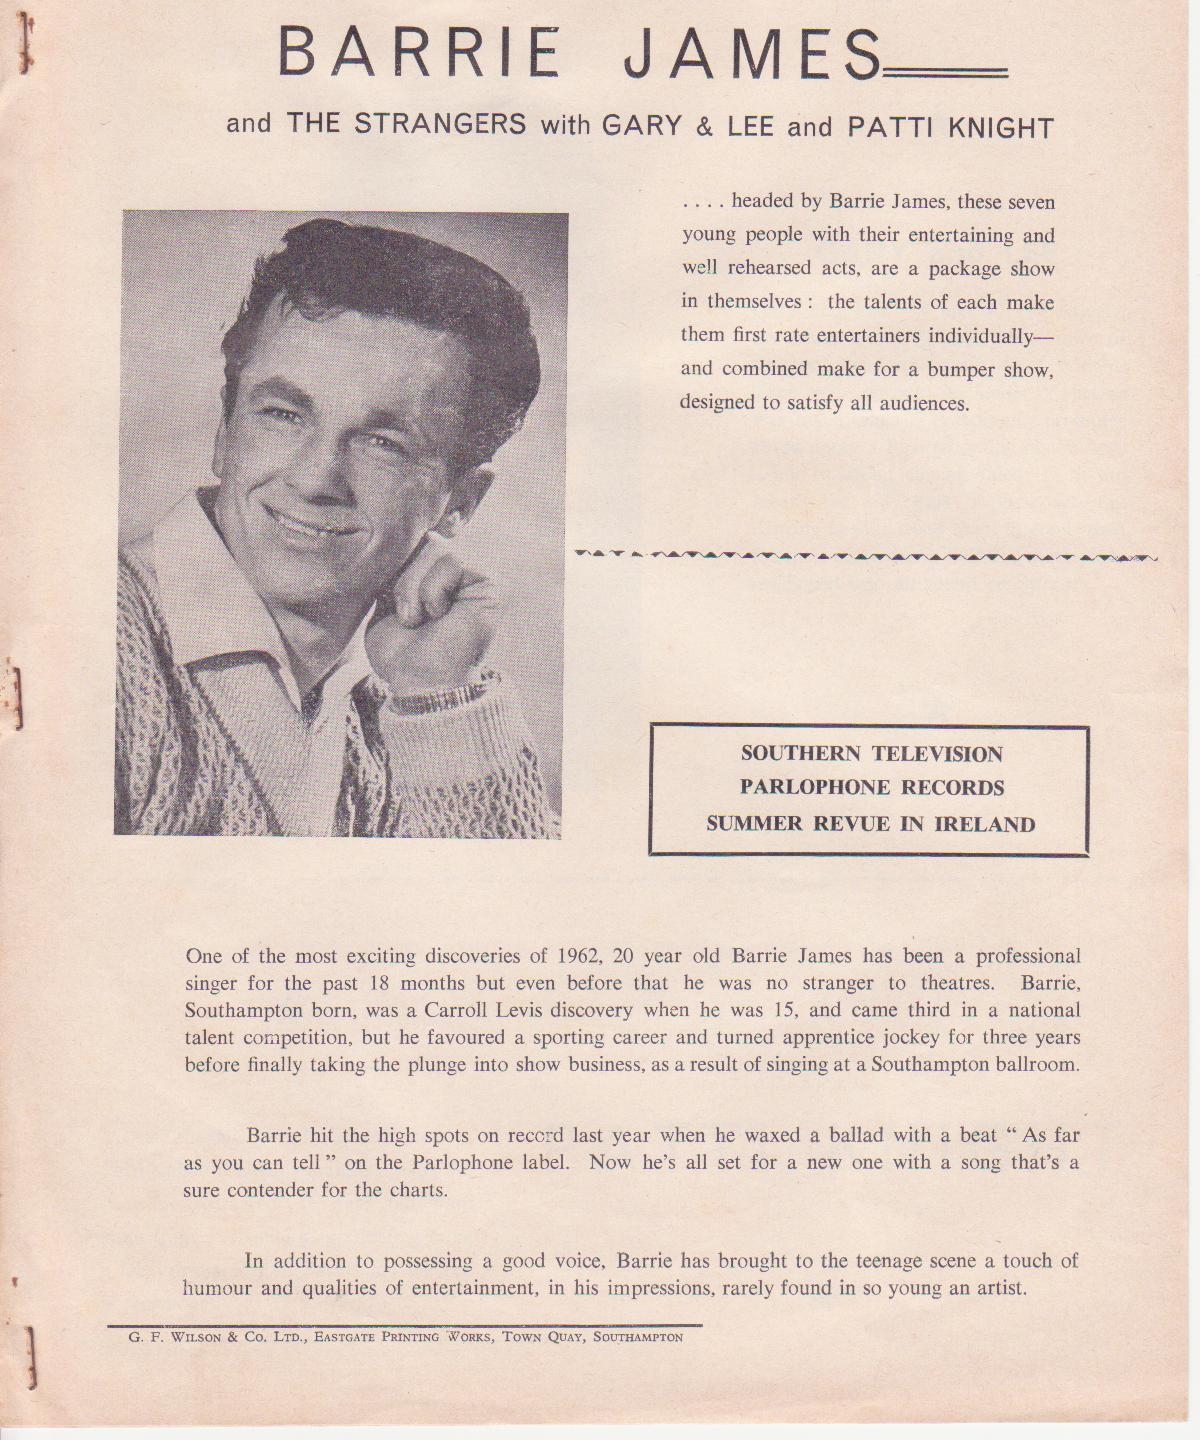 BARRIE JAMES
and THE STRANGERS with GARY & LEE and PATTI KNIGHT
. . . . headed by Barrie James, these seven
young people with their entertaining and
well rehearsed acts, are a package show
in themselves : the talents of each make
them first rate entertainers individually—
and combined make for a bumper show,
designed to satisfy all audiences.
SOUTHERN TELEVISION
PARLOPHONE RECORDS
SUMMER REVUE IN IRELAND
One of the most exciting discoveries of 1962, 20 year old Barrie James has been a professional
singer for the past 18 months but even before that he was no stranger to theatres. Barrie,
Southampton born, was a Carroll Levis discovery when he was 15, and came third in a national
talent competition, but he favoured a sporting career and turned apprentice jockey for three years
before finally taking the plunge into show business, as a result of singing at a Southampton ballroom.
Barrie hit the high spots on record last year when he waxed a ballad with a beat “ As far
as you can tell ” on the Parlophone label. Now he's all set for a new one with a song that's a
sure contender for the charts.
In addition to possessing a good voice, Barrie has brought to the teenage scene a touch of
humour and qualities of entertainment, in his impressions, rarely found in so young an artist.
G. F. Wilson & Co. Ltd., Eastgate Printing Works, Town Quay, Southampton